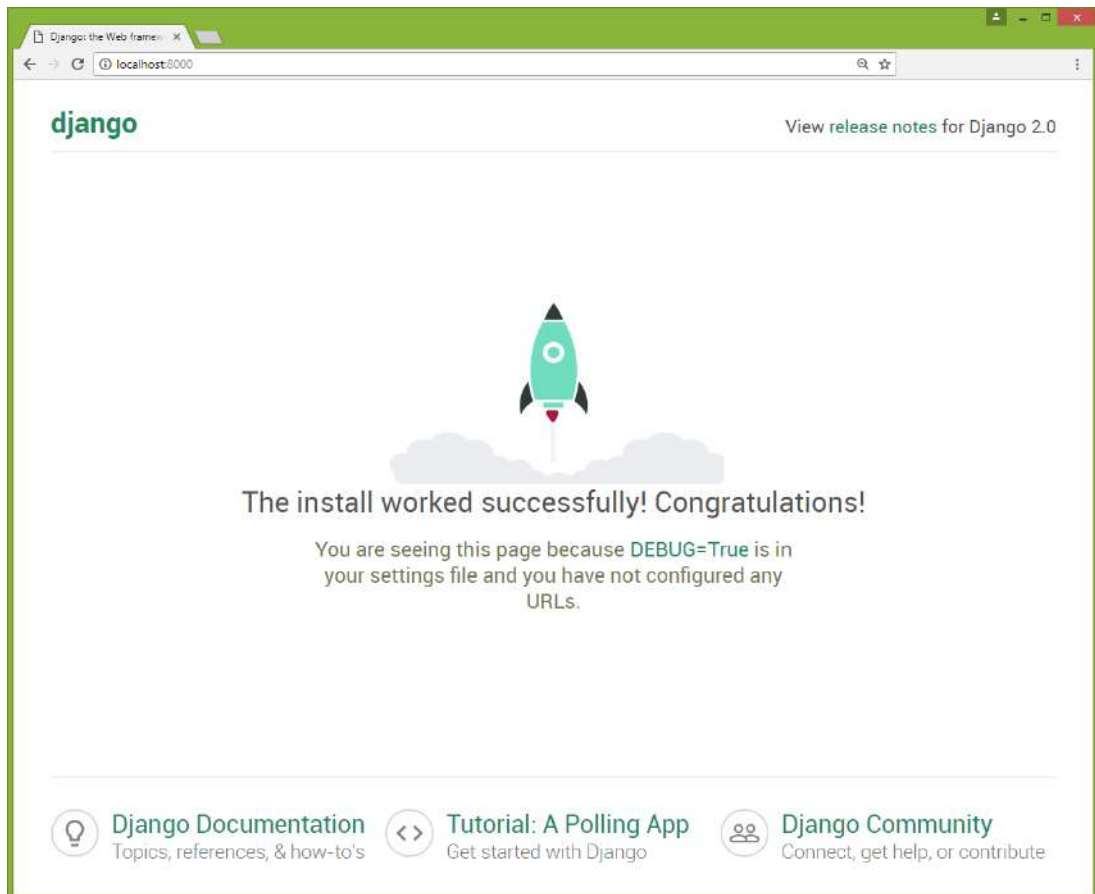 Django: the Web framew
localhost:8000
django
View release notes for Django 2.0
The install worked successfully! Congratulations!
You are seeing this page because DEBUG=True is in
your settings file and you have not configured any
URLs.
Django Documentation
Topics, references, & how-to's
Tutorial: A Polling App
Get started with Django
Django Community
Connect, get help, or contribute